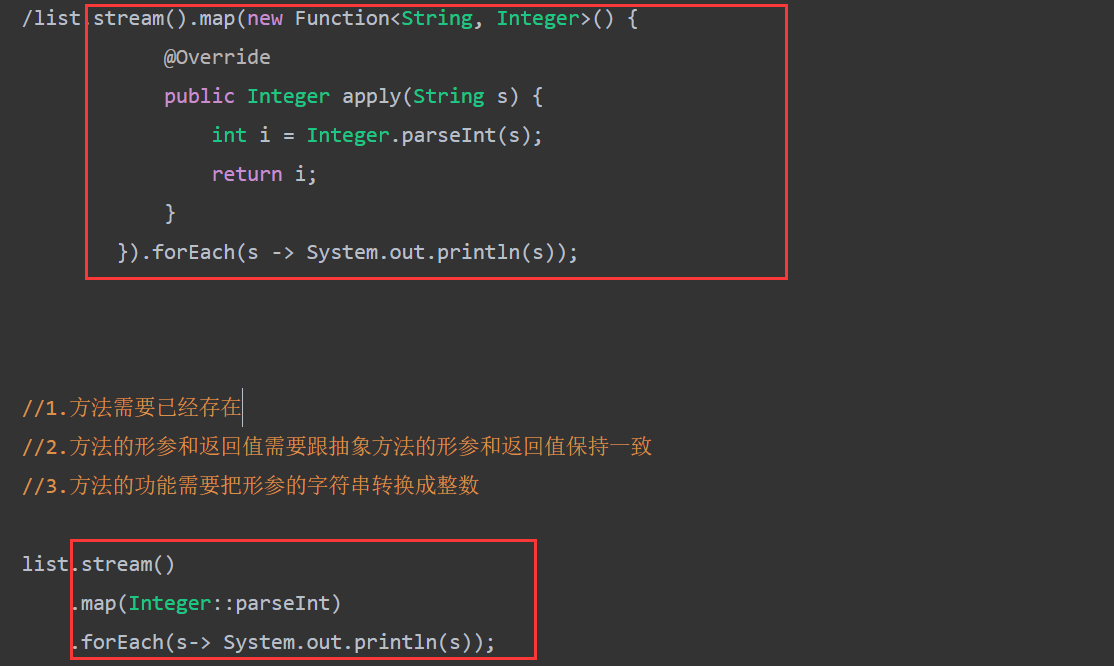 /list.stream().map(new Function<String, Integer>() {
@Override
public Integer apply(String s) {
int i = Integer.parseInt(s);
return i;
}
}).forEach(s -> System.out.println(s));
//1.方法需要已经存在
//2.方法的形参和返回值需要跟抽象方法的形参和返回值保持一致
//3.方法的功能需要把形参的字符串转换成整数
list.stream()
.map(Integer::parseInt)
.forEach(s-> System.out.println(s));